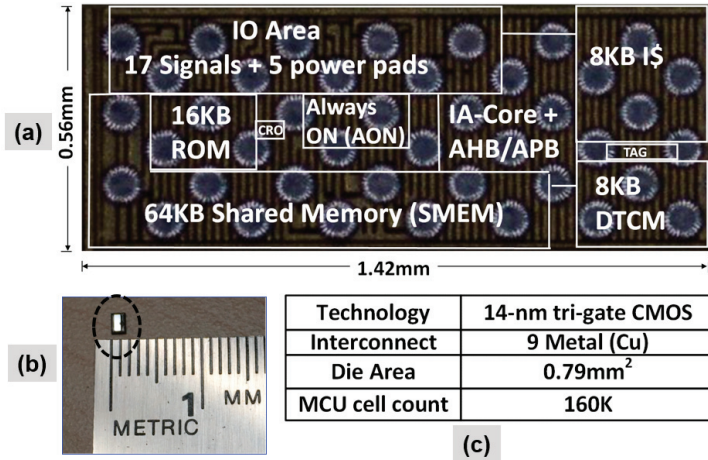 (a)
0.56mm
IO Area
17 Signals + 5 power pads
8KB I$
16KB
ROM
CRO
Always
ON (AON)
IA-Core +
AHB/APB
TAG
8KB
DTCM
64KB Shared Memory (SMEM)
1.42mm
(b)
1
MM
METRIC
Technology 14-nm tri-gate CMOS
Interconnect 9 Metal (Cu)
Die Area 0.79mm²
MCU cell count 160K
(c)